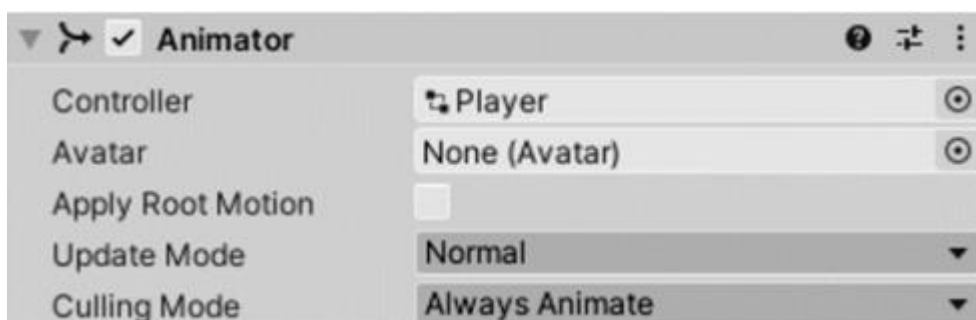 Animator
Controller Player
Avatar None (Avatar)
Apply Root Motion
Update Mode Normal
Culling Mode Always Animate